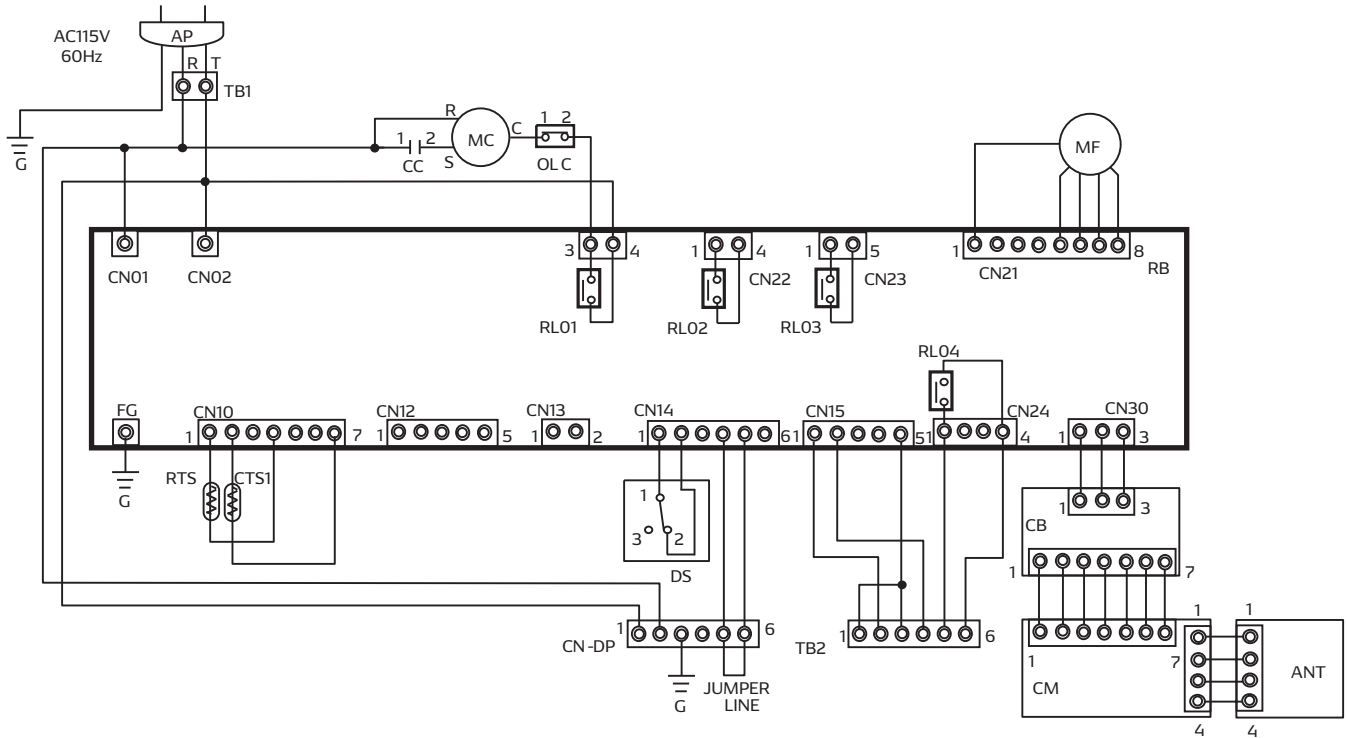 AC115V
60Hz
AP
R T
TB1
G
R
1 2
CC
S
MC
C
1 2
OLC
MF
CN01
CN02
3 4
RL01
1 4
CN22
RL02
1 5
CN23
RL03
1 8
CN21
RB
RL04
FG
G
CN10
1 7
CN12
1 5
CN13
1 2
CN14
1 6
CN15
1 5
CN24
1 4
CN30
1 3
RTS
CTS1
1
3 2
DS
1 3
CB
1 7
CN-DP
1 6
G
JUMPER
LINE
TB2
1 6
1 7
CM
1
4
1
4
ANT